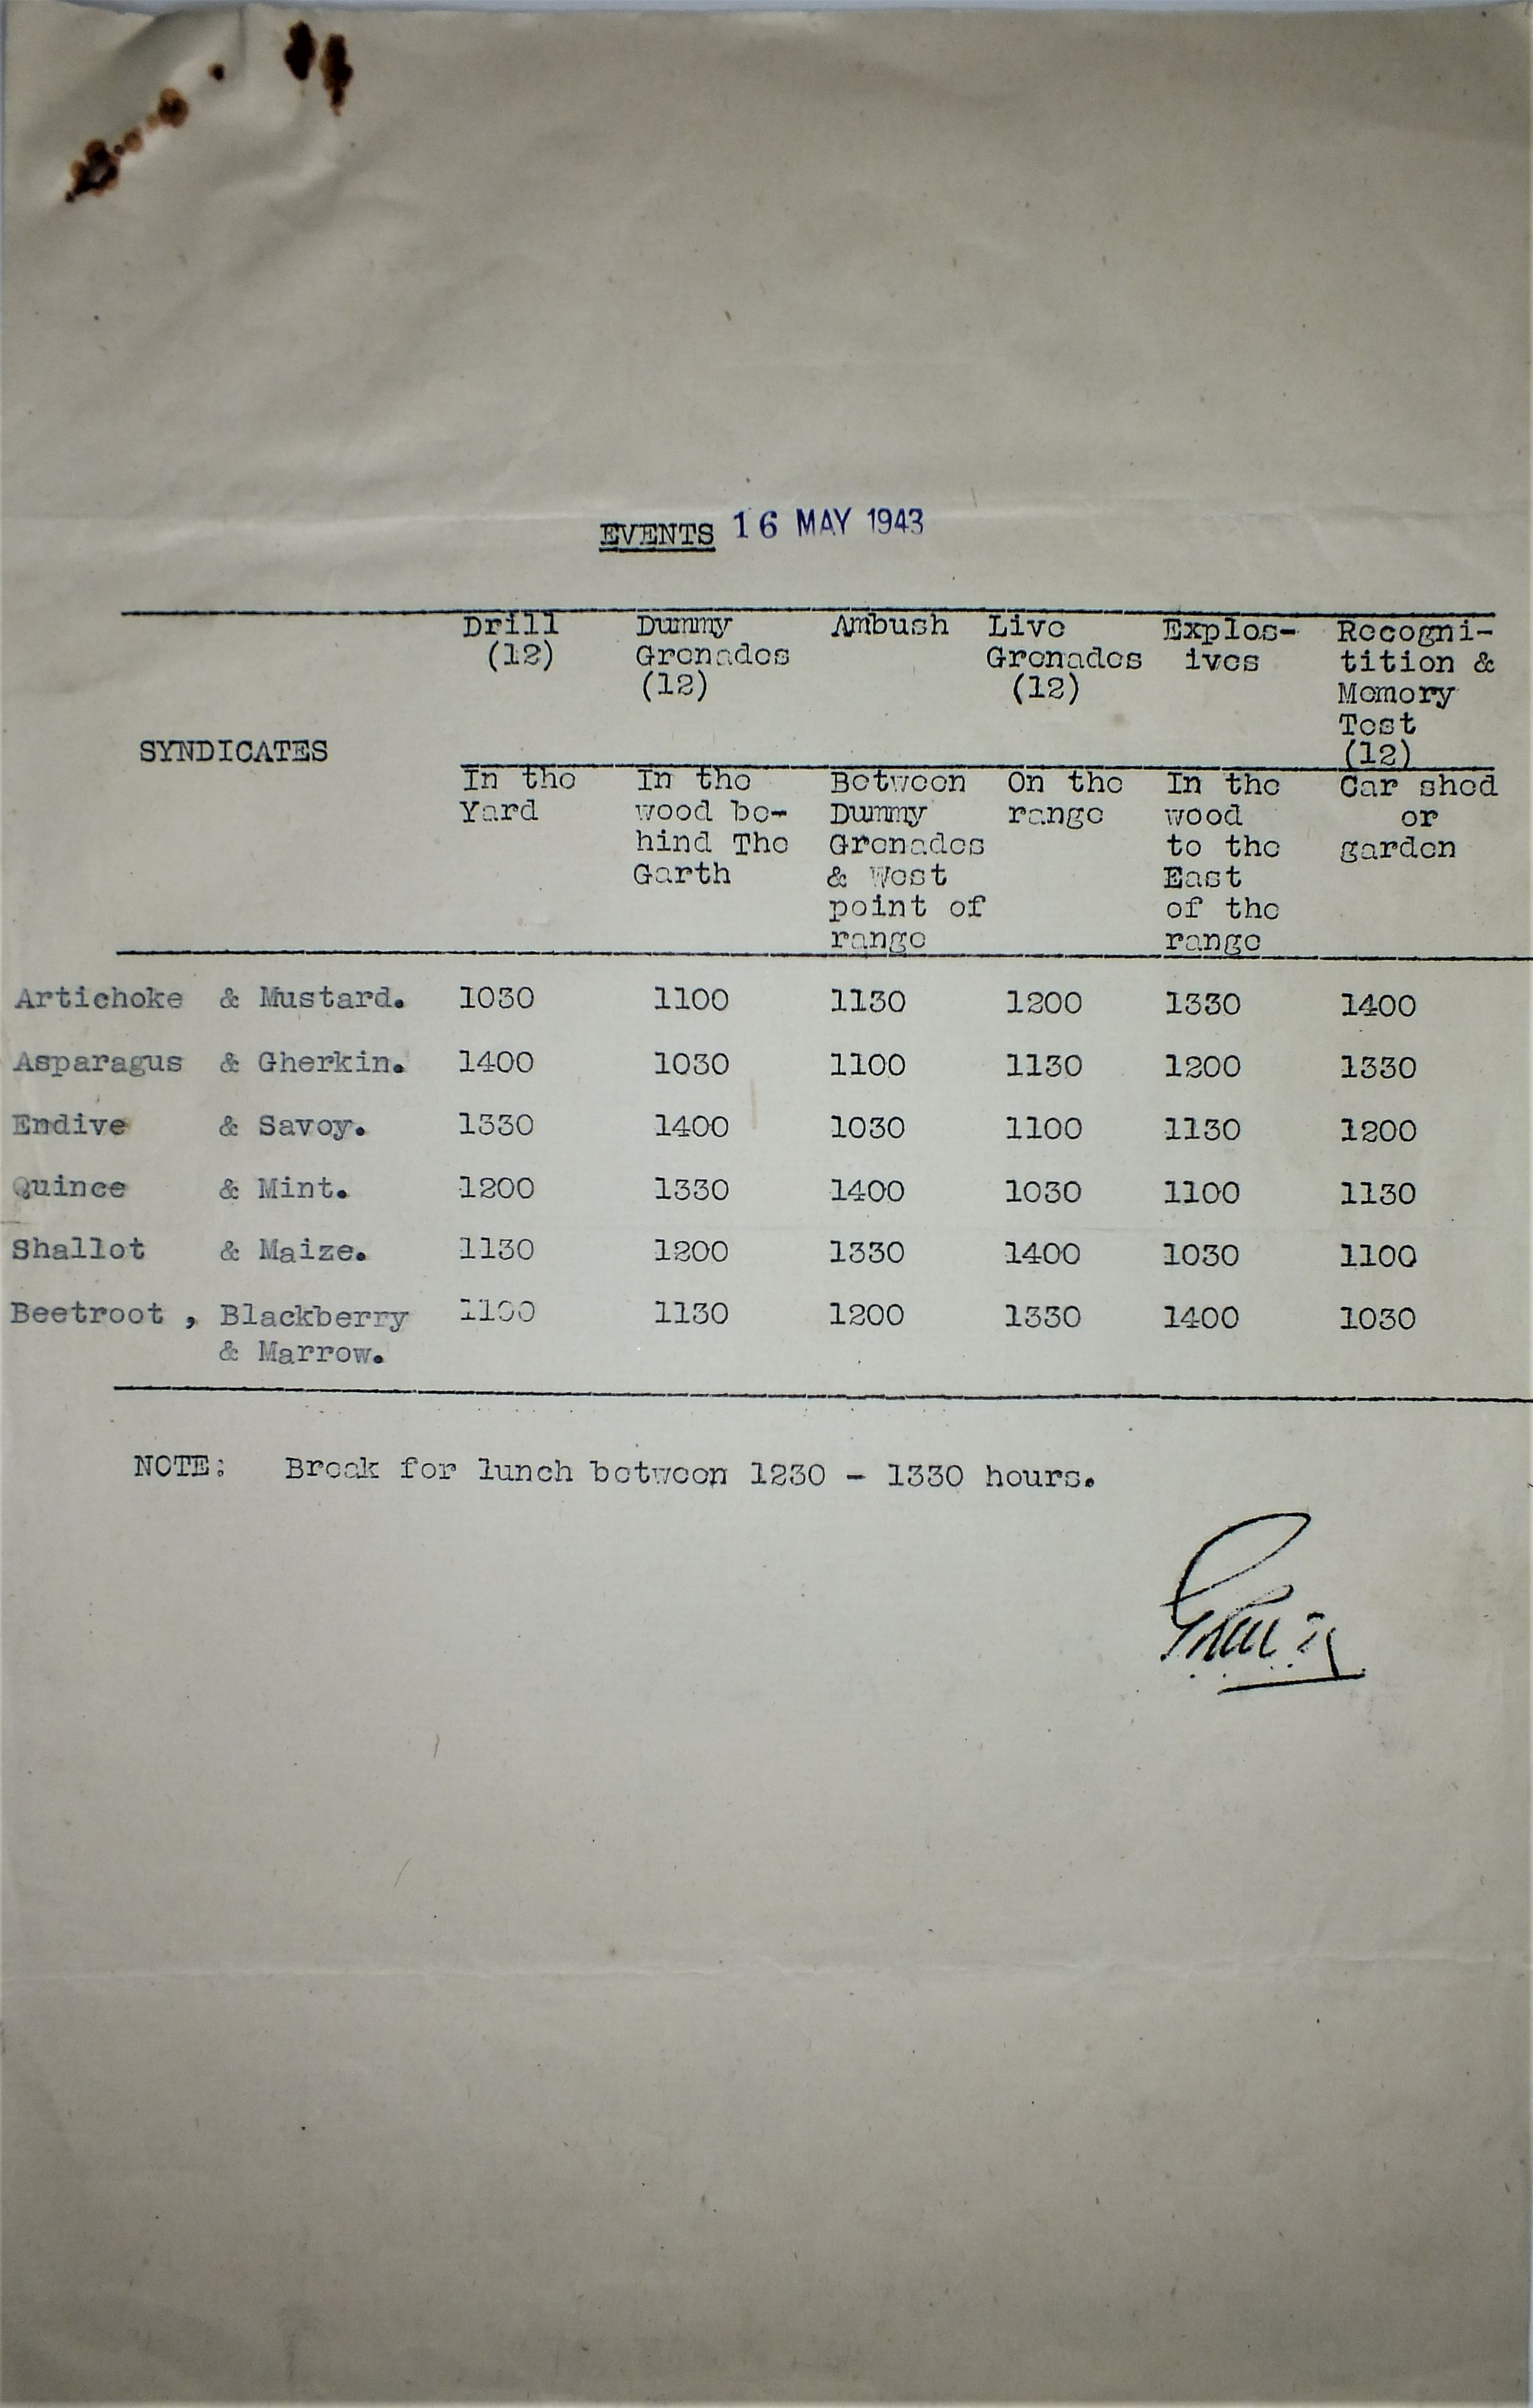 EVENTS 16 MAY 1943
Drill Dummy Ambush Live Explos- Recogni-
(12) Grenades Grenades ives tition &
(12) (12) Memory
Test
SYNDICATES (12)
In the In the Between On the In the Car shed
Yard wood be- Dummy range wood or
hind The Grenades to the garden
Garth & West East
point of of the
range range
Artichoke & Mustard. 1030 1100 1130 1200 1330 1400
Asparagus & Gherkin. 1400 1030 1100 1130 1200 1330
Endive & Savoy. 1330 1400 1030 1100 1130 1200
Quince & Mint. 1200 1330 1400 1030 1100 1130
Shallot & Maize. 1130 1200 1330 1400 1030 1100
Beetroot , Blackberry 1100 1130 1200 1330 1400 1030
& Marrow.
NOTE: Break for lunch between 1230 - 1330 hours.